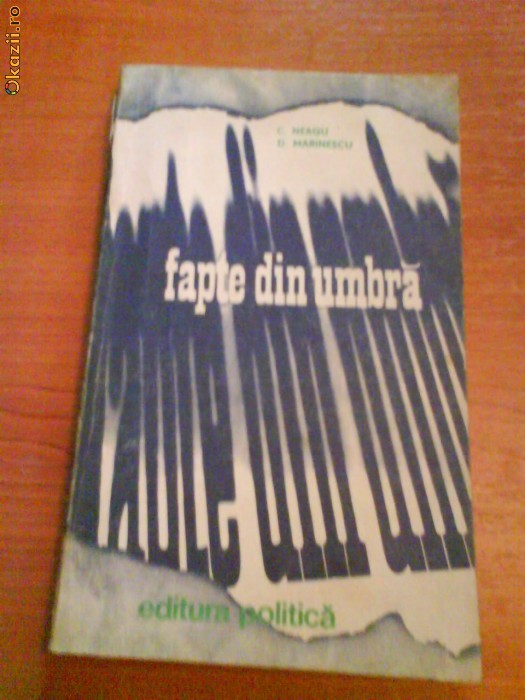 Okazii.ro
C. NEAGU
D. MARINESCU
fapte din umbră
editura politică